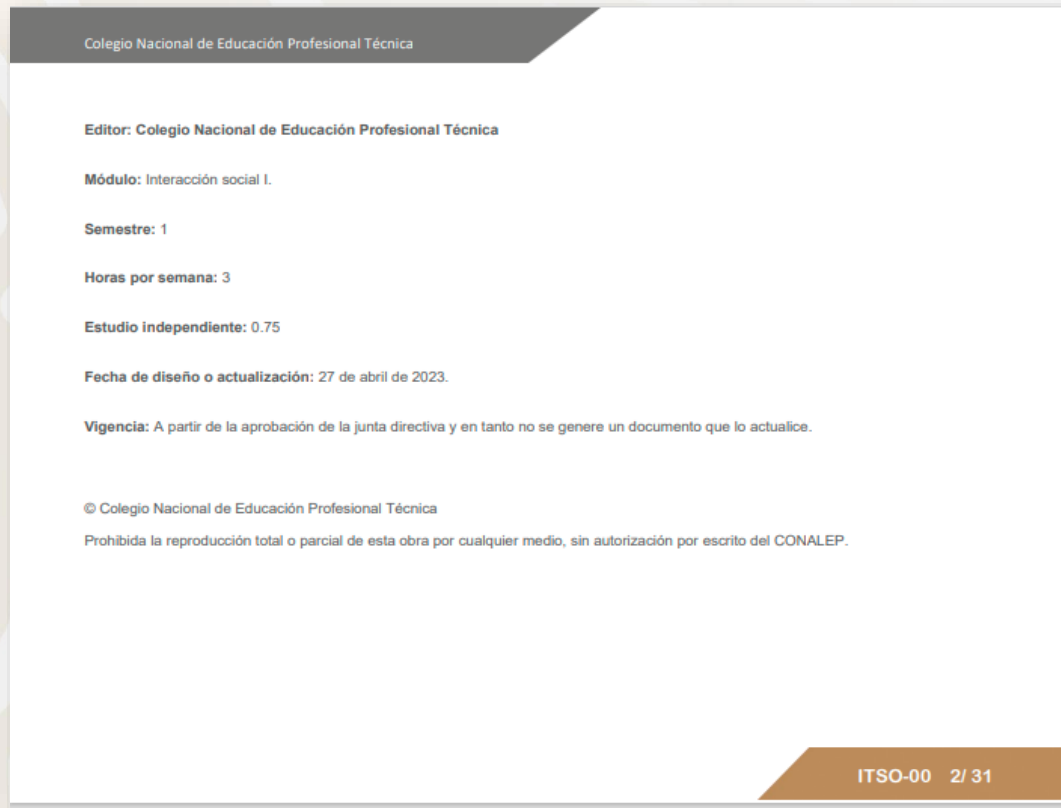 Colegio Nacional de Educación Profesional Técnica
Editor: Colegio Nacional de Educación Profesional Técnica
Módulo: Interacción social I.
Semestre: 1
Horas por semana: 3
Estudio independiente: 0.75
Fecha de diseño o actualización: 27 de abril de 2023.
Vigencia: A partir de la aprobación de la junta directiva y en tanto no se genere un documento que lo actualice.
© Colegio Nacional de Educación Profesional Técnica
Prohibida la reproducción total o parcial de esta obra por cualquier medio, sin autorización por escrito del CONALEP.
ITSO-00 2/ 31